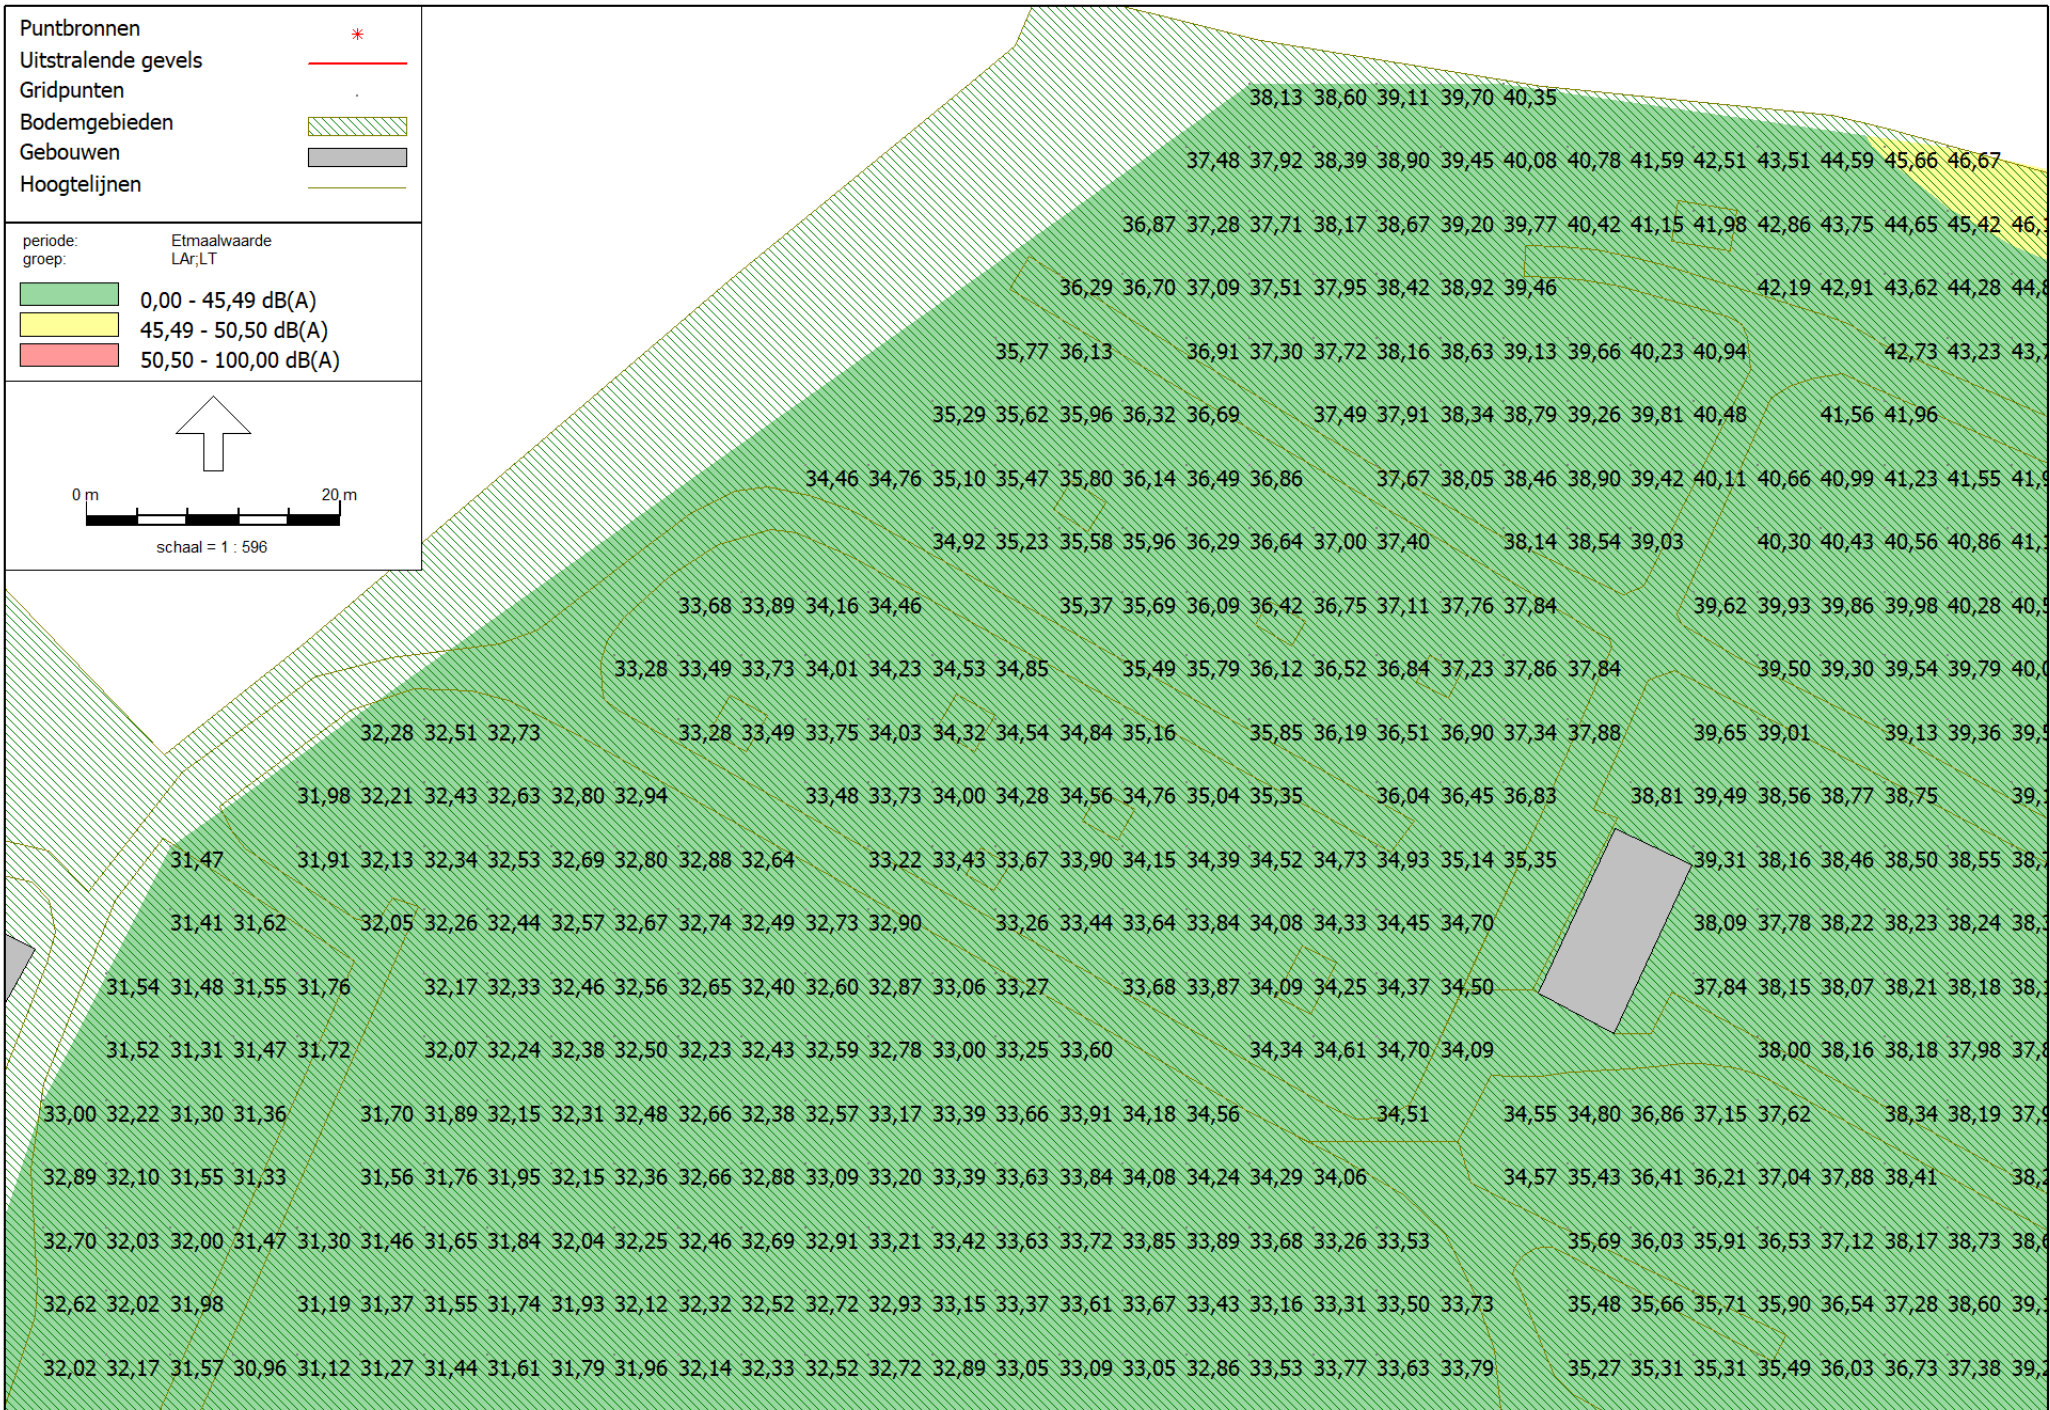 Puntbronnen
Uitstralende gevels
Gridpunten
Bodemgebieden
Gebouwen
Hoogtelijnen
periode: Etmaalwaarde
groep: LAr;LT
0,00 - 45,49 dB(A)
45,49 - 50,50 dB(A)
50,50 - 100,00 dB(A)
0 m 20 m
schaal = 1 : 596
38,13 38,60 39,11 39,70 40,35
37,48 37,92 38,39 38,90 39,45 40,08 40,78 41,59 42,51 43,51 44,59 45,66 46,67
36,87 37,28 37,71 38,17 38,67 39,20 39,77 40,42 41,15 41,98 42,86 43,75 44,65 45,42
36,29 36,70 37,09 37,51 37,95 38,42 38,92 39,46 42,19 42,91 43,62 44,28
35,77 36,13 36,91 37,30 37,72 38,16 38,63 39,13 39,66 40,23 40,94 42,73 43,23
35,29 35,62 35,96 36,32 36,69 37,49 37,91 38,34 38,79 39,26 39,81 40,48 41,56 41,96
34,46 34,76 35,10 35,47 35,80 36,14 36,49 36,86 37,67 38,05 38,46 38,90 39,42 40,11 40,66 40,99 41,23 41,55
34,92 35,23 35,58 35,96 36,29 36,64 37,00 37,40 38,14 38,54 39,03 40,30 40,43 40,56 40,86
33,68 33,89 34,16 34,46 35,37 35,69 36,09 36,42 36,75 37,11 37,76 37,84 39,62 39,93 39,86 39,98 40,28
33,28 33,49 33,73 34,01 34,23 34,53 34,85 35,49 35,79 36,12 36,52 36,84 37,23 37,86 37,84 39,50 39,30 39,54 39,79
32,28 32,51 32,73 33,28 33,49 33,75 34,03 34,32 34,54 34,84 35,16 35,85 36,19 36,51 36,90 37,34 37,88 39,65 39,01 39,13 39,36
31,98 32,21 32,43 32,63 32,80 32,94 33,48 33,73 34,00 34,28 34,56 34,76 35,04 35,35 36,04 36,45 36,83 38,81 39,49 38,56 38,77 38,75
31,47 31,91 32,13 32,34 32,53 32,69 32,80 32,88 32,64 33,22 33,43 33,67 33,90 34,15 34,39 34,52 34,73 34,93 35,14 35,35 39,31 38,16 38,46 38,50 38,55
31,41 31,62 32,05 32,26 32,44 32,57 32,67 32,74 32,49 32,73 32,90 33,26 33,44 33,64 33,84 34,08 34,33 34,45 34,70 38,09 37,78 38,22 38,23 38,24
31,54 31,48 31,55 31,76 32,17 32,33 32,46 32,56 32,65 32,40 32,60 32,87 33,06 33,27 33,68 33,87 34,09 34,25 34,37 34,50 37,84 38,15 38,07 38,21 38,18
31,52 31,31 31,47 31,72 32,07 32,24 32,38 32,50 32,23 32,43 32,59 32,78 33,00 33,25 33,60 34,34 34,61 34,70 34,09 38,00 38,16 38,18 37,98
33,00 32,22 31,30 31,36 31,70 31,89 32,15 32,31 32,48 32,66 32,38 32,57 33,17 33,39 33,66 33,91 34,18 34,56 34,51 34,55 34,80 36,86 37,15 37,62 38,34 38,19
32,89 32,10 31,55 31,33 31,56 31,76 31,95 32,15 32,36 32,66 32,88 33,09 33,20 33,39 33,63 33,84 34,08 34,24 34,29 34,06 34,57 35,43 36,41 36,21 37,04 37,88 38,41
32,70 32,03 32,00 31,47 31,30 31,46 31,65 31,84 32,04 32,25 32,46 32,69 32,91 33,21 33,42 33,63 33,72 33,85 33,89 33,68 33,26 33,53 35,69 36,03 35,91 36,53 37,12 38,17 38,73
32,62 32,02 31,98 31,19 31,37 31,55 31,74 31,93 32,12 32,32 32,52 32,72 32,93 33,15 33,37 33,61 33,67 33,43 33,16 33,31 33,50 33,73 35,48 35,66 35,71 35,90 36,54 37,28 38,60
32,02 32,17 31,57 30,96 31,12 31,27 31,44 31,61 31,79 31,96 32,14 32,33 32,52 32,72 32,89 33,05 33,09 33,05 32,86 33,53 33,77 33,63 33,79 35,27 35,31 35,31 35,49 36,03 36,73 37,38